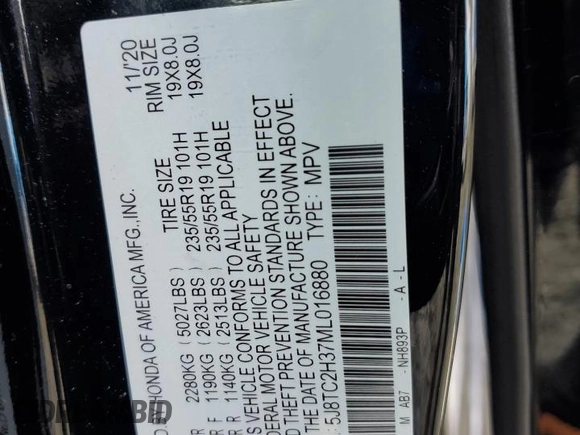 D HONDA OF AMERICA MFG., INC. 11/'20
TIRE SIZE RIM SIZE
R 2280KG (5027LBS) 235/55R19 101H 19X8.0J
R F 1190KG (2623LBS) 235/55R19 101H 19X8.0J
R R 1140KG (2513LBS)
S VEHICLE CONFORMS TO ALL APPLICABLE
DERAL MOTOR VEHICLE SAFETY
D THEFT PREVENTION STANDARDS IN EFFECT
THE DATE OF MANUFACTURE SHOWN ABOVE.
5J8TC2H37ML016880 TYPE: MPV
M AB7 NH893P - A - L